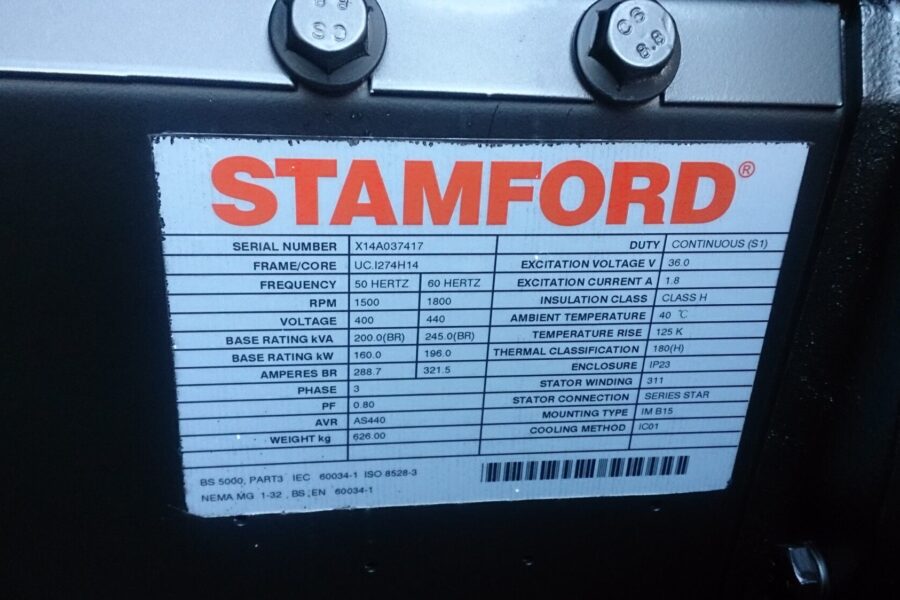 8.8
CS
CS
8.8
STAMFORD®
SERIAL NUMBER X14A037417 DUTY CONTINUOUS (S1)
FRAME/CORE UC.I274H14 EXCITATION VOLTAGE V 36.0
FREQUENCY 50 HERTZ 60 HERTZ EXCITATION CURRENT A 1.8
RPM 1500 1800 INSULATION CLASS CLASS H
VOLTAGE 400 440 AMBIENT TEMPERATURE 40 ℃
BASE RATING kVA 200.0(BR) 245.0(BR) TEMPERATURE RISE 125 K
BASE RATING kW 160.0 196.0 THERMAL CLASSIFICATION 180(H)
AMPERES BR 288.7 321.5 ENCLOSURE IP23
PHASE 3 STATOR WINDING 311
PF 0.80 STATOR CONNECTION SERIES STAR
AVR AS440 MOUNTING TYPE IM B15
WEIGHT kg 626.00 COOLING METHOD IC01
BS 5000, PART3 IEC 60034-1 ISO 8528-3
NEMA MG 1-32 , BS , EN 60034-1